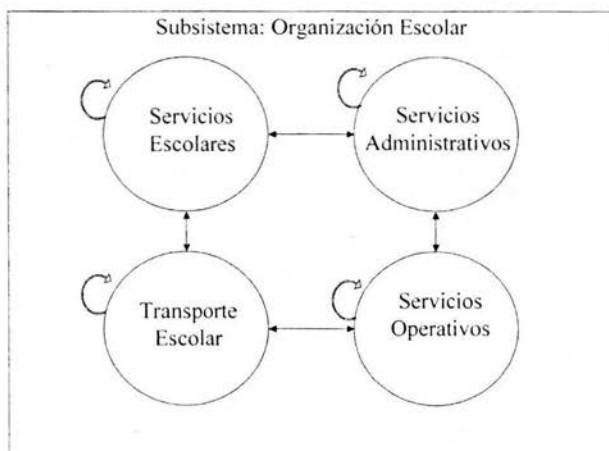 Subsistema: Organización Escolar
Servicios
Escolares
Servicios
Administrativos
Transporte
Escolar
Servicios
Operativos